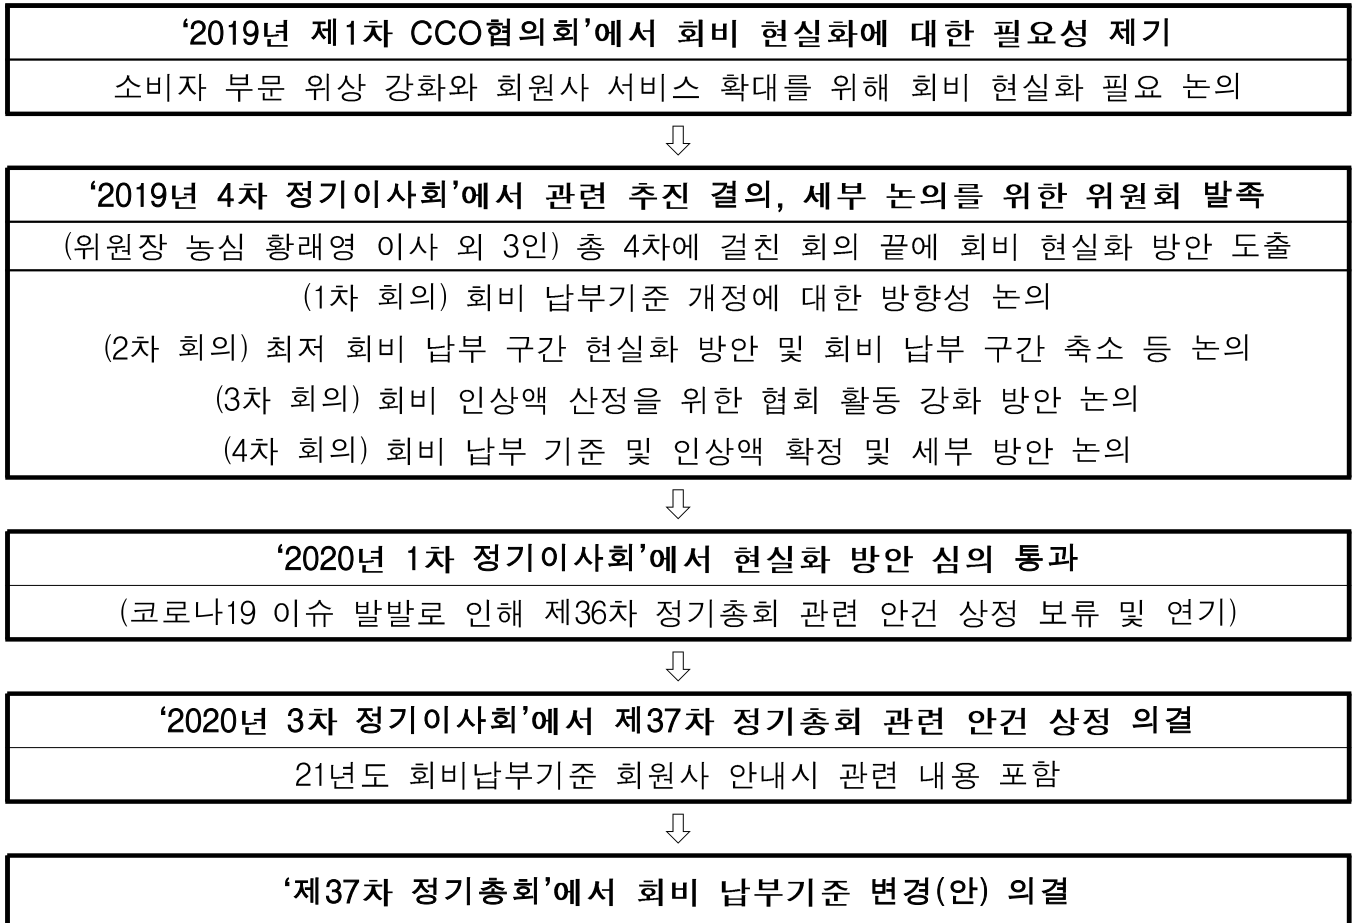 ‘2019년 제1차 CCO협의회’에서 회비 현실화에 대한 필요성 제기
소비자 부문 위상 강화와 회원사 서비스 확대를 위해 회비 현실화 필요 논의
‘2019년 4차 정기이사회’에서 관련 추진 결의, 세부 논의를 위한 위원회 발족
(위원장 농심 황래영 이사 외 3인) 총 4차에 걸친 회의 끝에 회비 현실화 방안 도출
(1차 회의) 회비 납부기준 개정에 대한 방향성 논의
(2차 회의) 최저 회비 납부 구간 현실화 방안 및 회비 납부 구간 축소 등 논의
(3차 회의) 회비 인상액 산정을 위한 협회 활동 강화 방안 논의
(4차 회의) 회비 납부 기준 및 인상액 확정 및 세부 방안 논의
‘2020년 1차 정기이사회’에서 현실화 방안 심의 통과
(코로나19 이슈 발발로 인해 제36차 정기총회 관련 안건 상정 보류 및 연기)
‘2020년 3차 정기이사회’에서 제37차 정기총회 관련 안건 상정 의결
21년도 회비납부기준 회원사 안내시 관련 내용 포함
‘제37차 정기총회’에서 회비 납부기준 변경(안) 의결